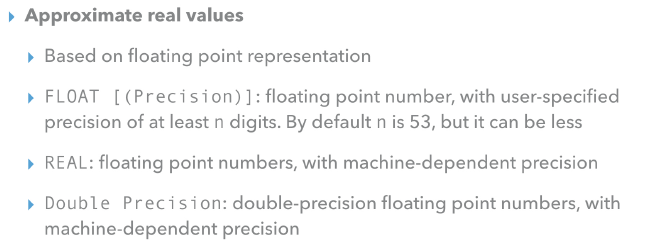 Approximate real values
Based on floating point representation
FLOAT [(Precision)]: floating point number, with user-specified
precision of at least n digits. By default n is 53, but it can be less
REAL: floating point numbers, with machine-dependent precision
Double Precision: double-precision floating point numbers, with
machine-dependent precision